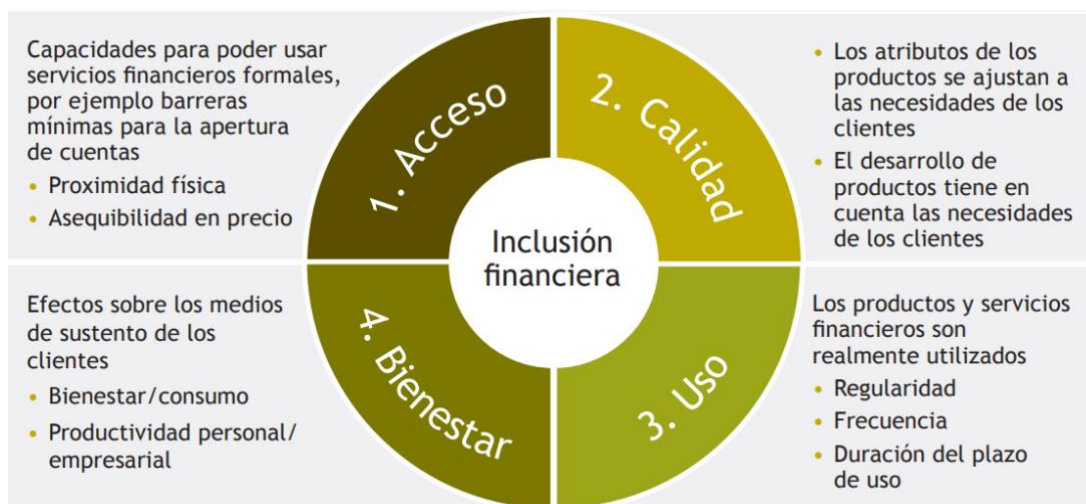 Capacidades para poder usar
servicios financieros formales,
por ejemplo barreras
mínimas para la apertura
de cuentas
• Proximidad física
• Asequibilidad en precio
1. Acceso
2. Calidad
• Los atributos de los
productos se ajustan a
las necesidades de los
clientes
• El desarrollo de
productos tiene en
cuenta las necesidades
de los clientes
Inclusión
financiera
Efectos sobre los medios
de sustento de los
clientes
• Bienestar/consumo
• Productividad personal/
empresarial
4. Bienestar
3. Uso
Los productos y servicios
financieros son
realmente utilizados
• Regularidad
• Frecuencia
• Duración del plazo
de uso